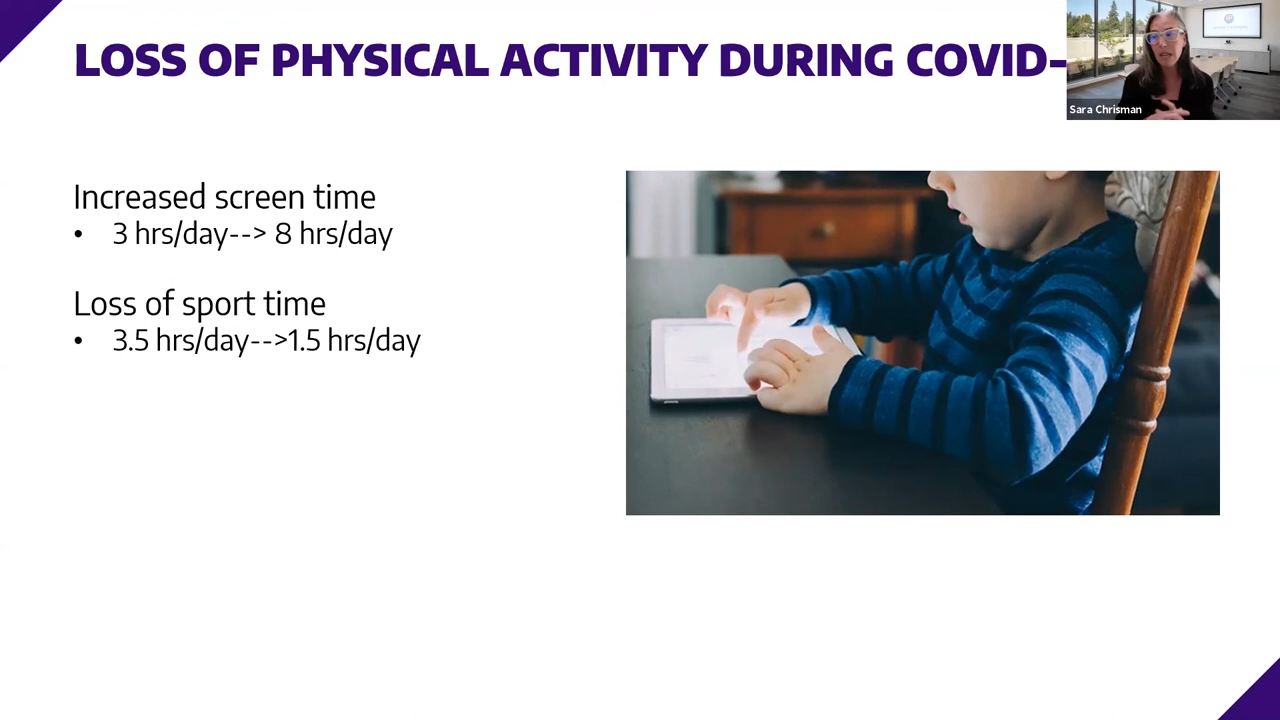 LOSS OF PHYSICAL ACTIVITY DURING COVID-
Sara Chrisman
Increased screen time
• 3 hrs/day--> 8 hrs/day
Loss of sport time
• 3.5 hrs/day-->1.5 hrs/day